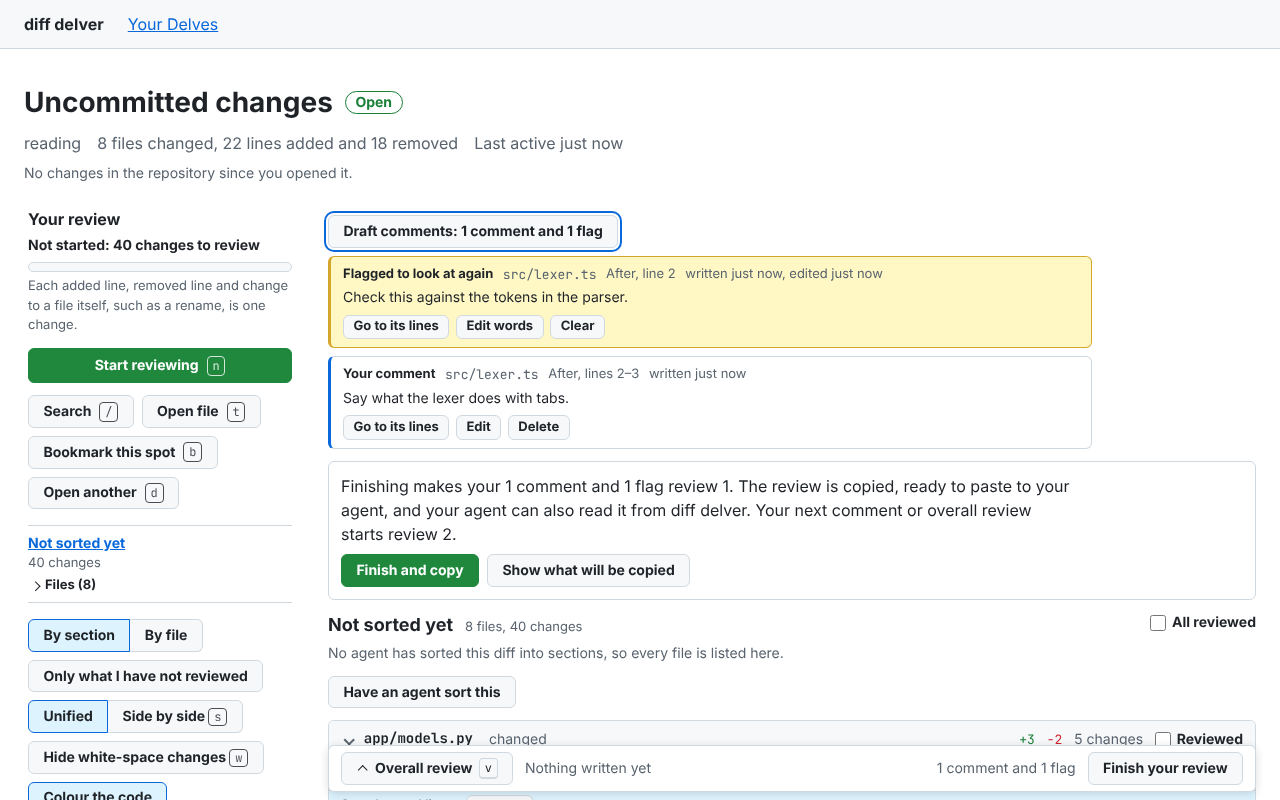 diff delver Your Delves
Uncommitted changes Open
reading 8 files changed, 22 lines added and 18 removed Last active just now
No changes in the repository since you opened it.
Your review
Not started: 40 changes to review
Each added line, removed line and change
to a file itself, such as a rename, is one
change.
Start reviewing n
Search / Open file t
Bookmark this spot b
Open another d
Not sorted yet
40 changes
Files (8)
By section By file
Only what I have not reviewed
Unified Side by side s
Hide white-space changes w
Colour the code
Draft comments: 1 comment and 1 flag
Flagged to look at again src/lexer.ts After, line 2 written just now, edited just now
Check this against the tokens in the parser.
Go to its lines Edit words Clear
Your comment src/lexer.ts After, lines 2–3 written just now
Say what the lexer does with tabs.
Go to its lines Edit Delete
Finishing makes your 1 comment and 1 flag review 1. The review is copied, ready to paste to your
agent, and your agent can also read it from diff delver. Your next comment or overall review
starts review 2.
Finish and copy Show what will be copied
Not sorted yet 8 files, 40 changes All reviewed
No agent has sorted this diff into sections, so every file is listed here.
Have an agent sort this
app/models.py changed +3 -2 5 changes Reviewed
Overall review v Nothing written yet 1 comment and 1 flag Finish your review